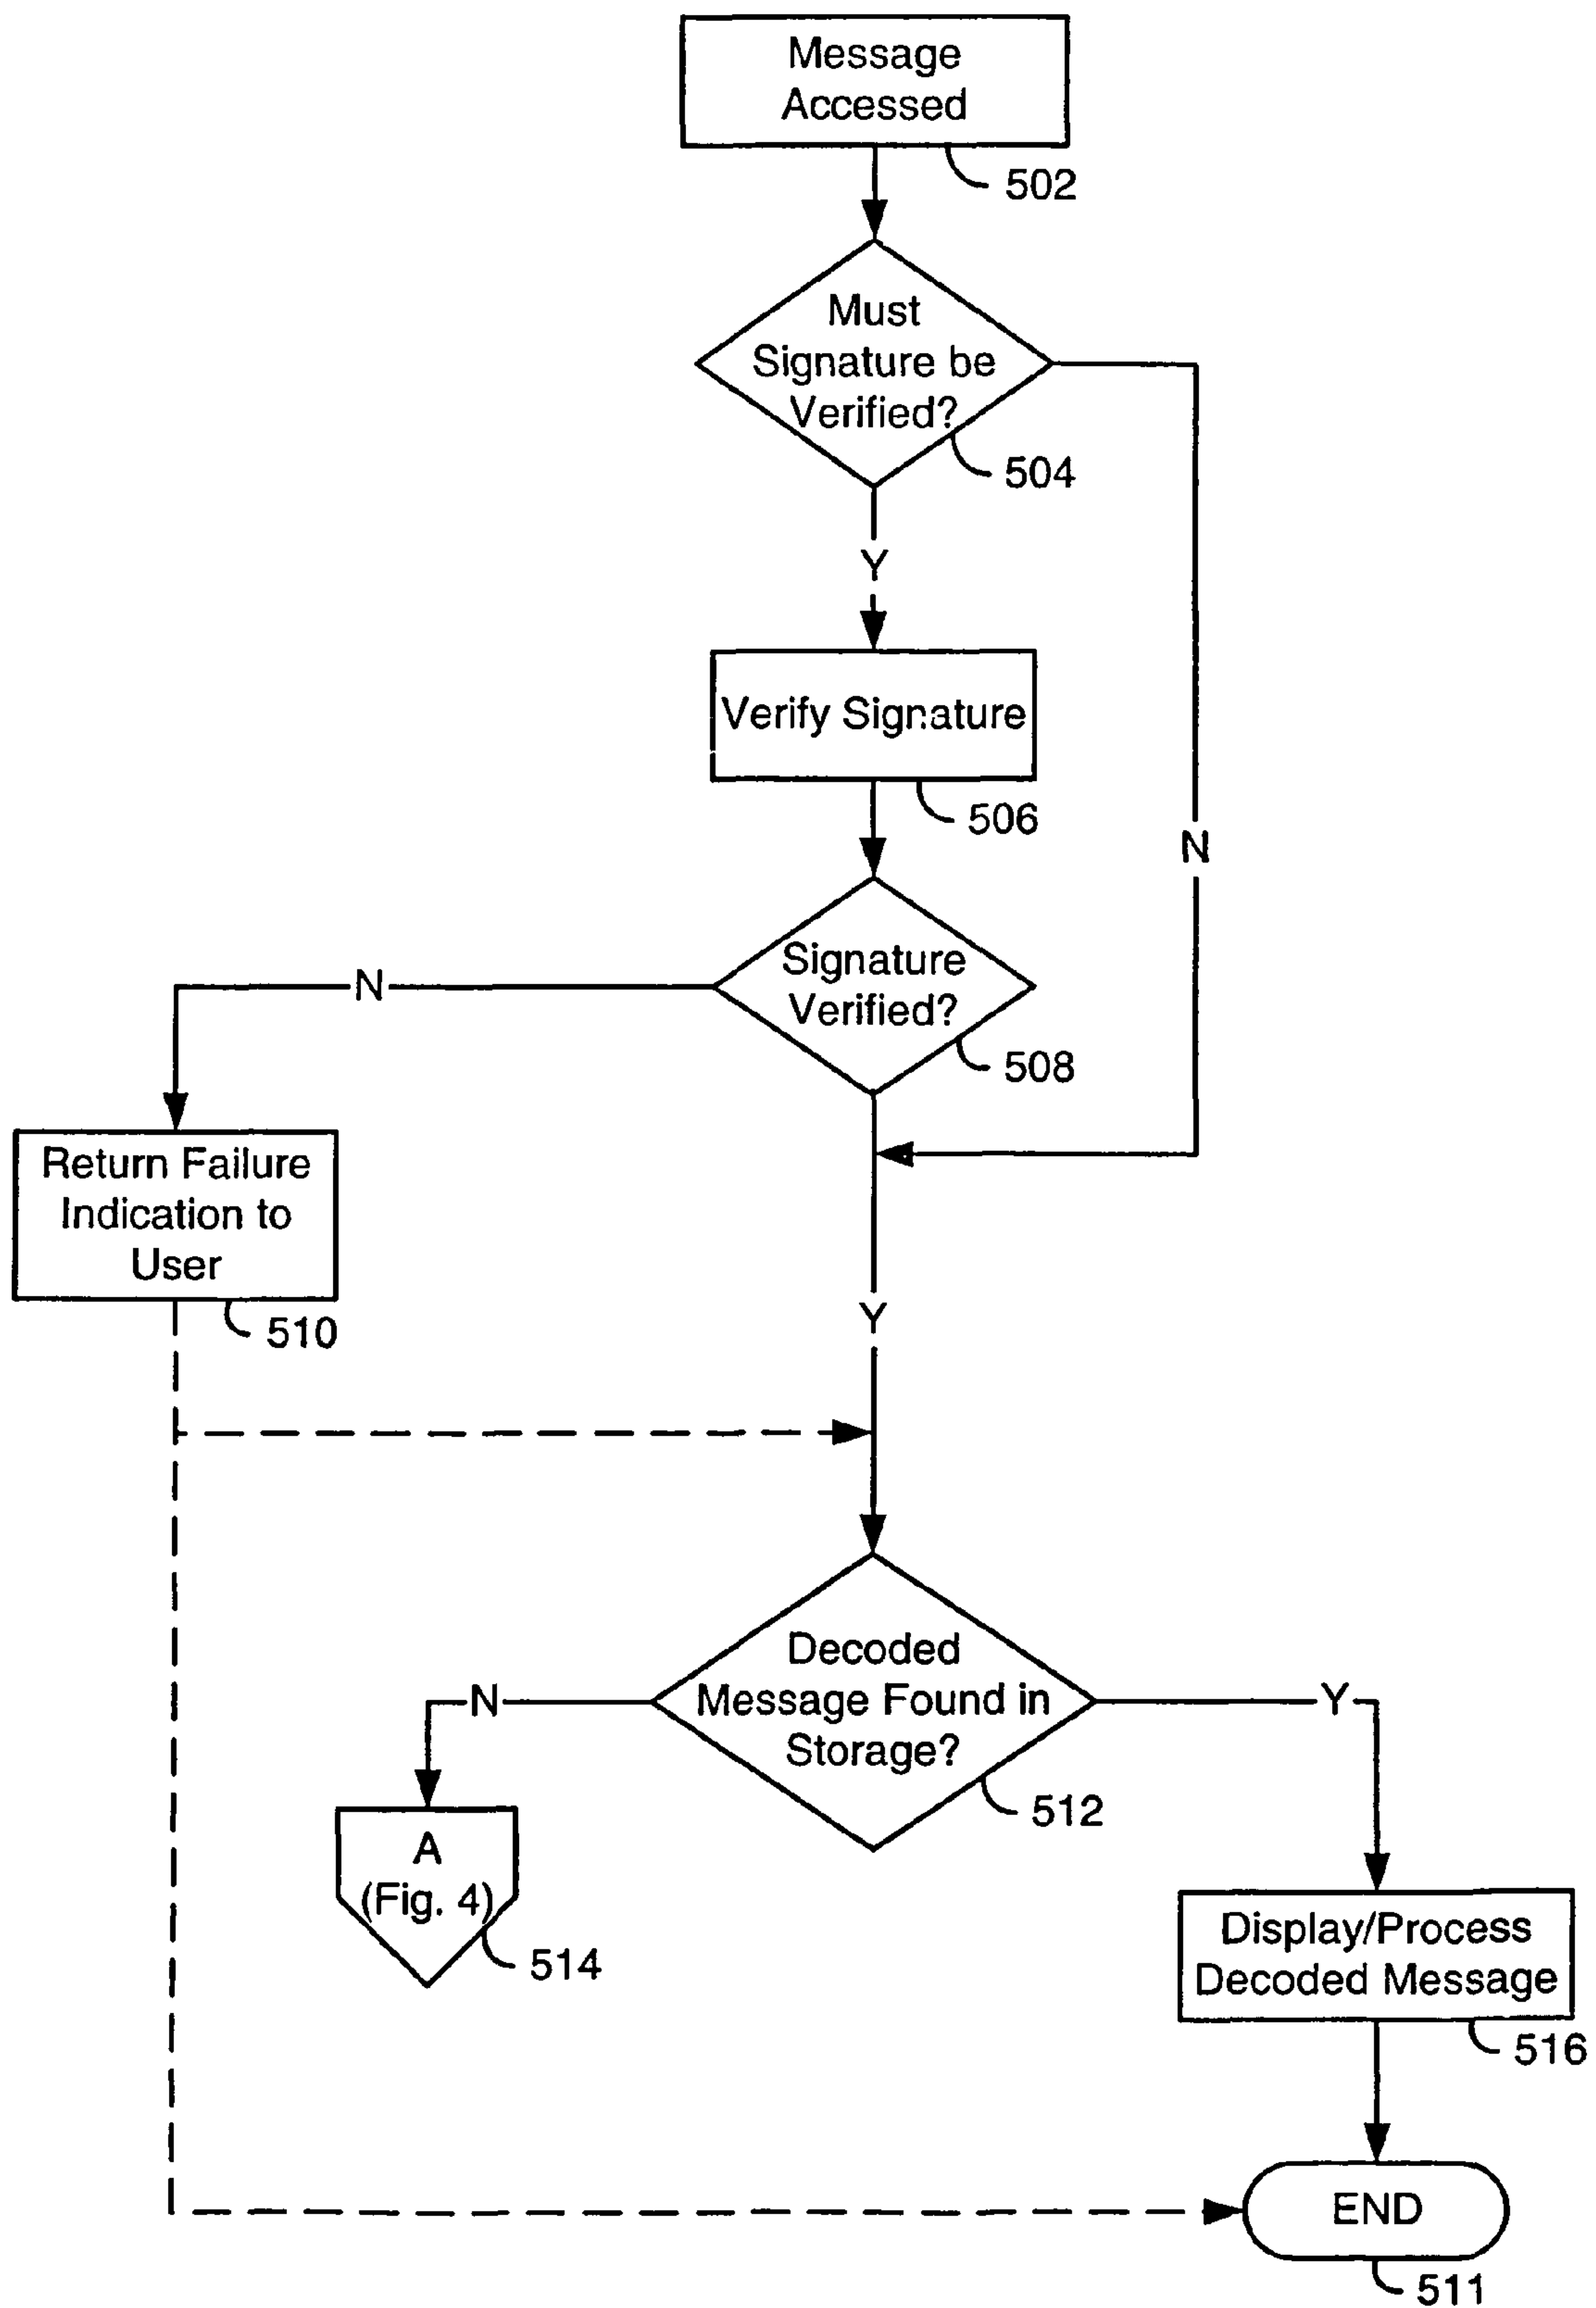 Message
Accessed
502
Must
Signature be
Verified?
504
Y
Verify Signature
506
N
Signature
Verified?
508
N
Return Failure
Indication to
User
510
Y
Decoded
Message Found in
Storage?
512
N
Y
A
(Fig. 4)
514
Display/Process
Decoded Message
516
END
511